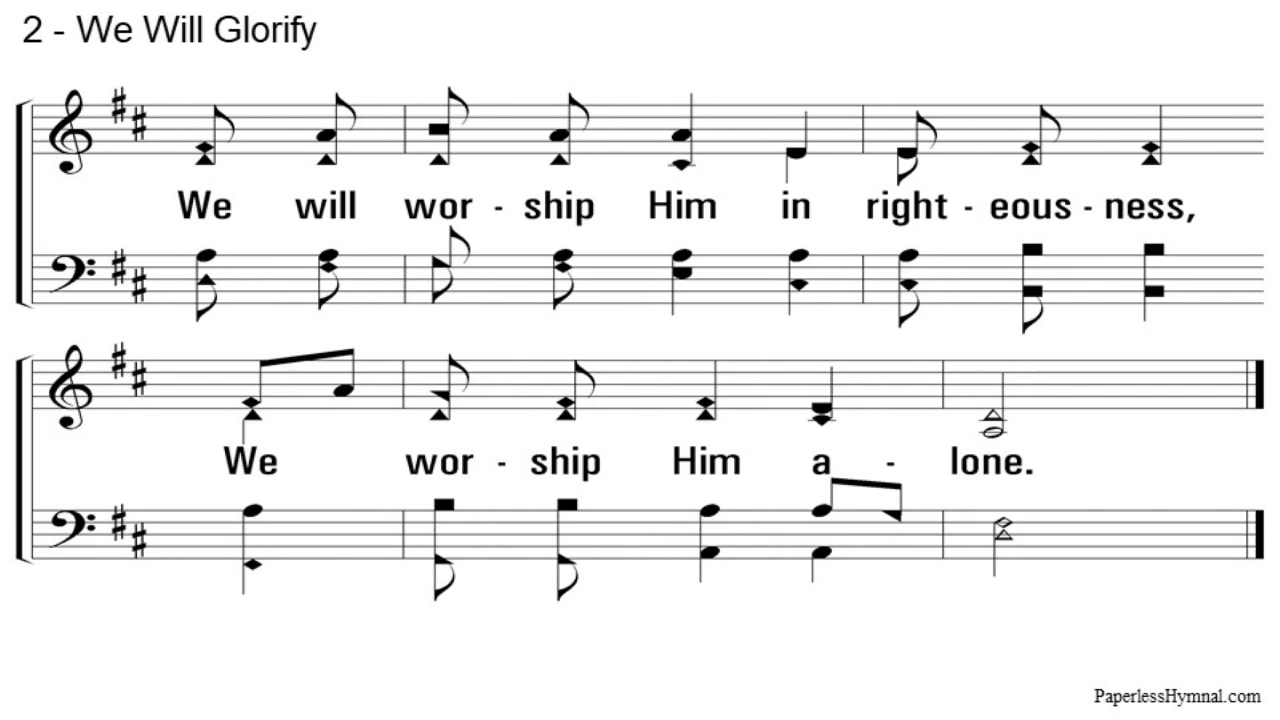 2 - We Will Glorify
We will wor - ship Him in right - eous - ness,
We wor - ship Him a - lone.
PaperlessHymnal.com